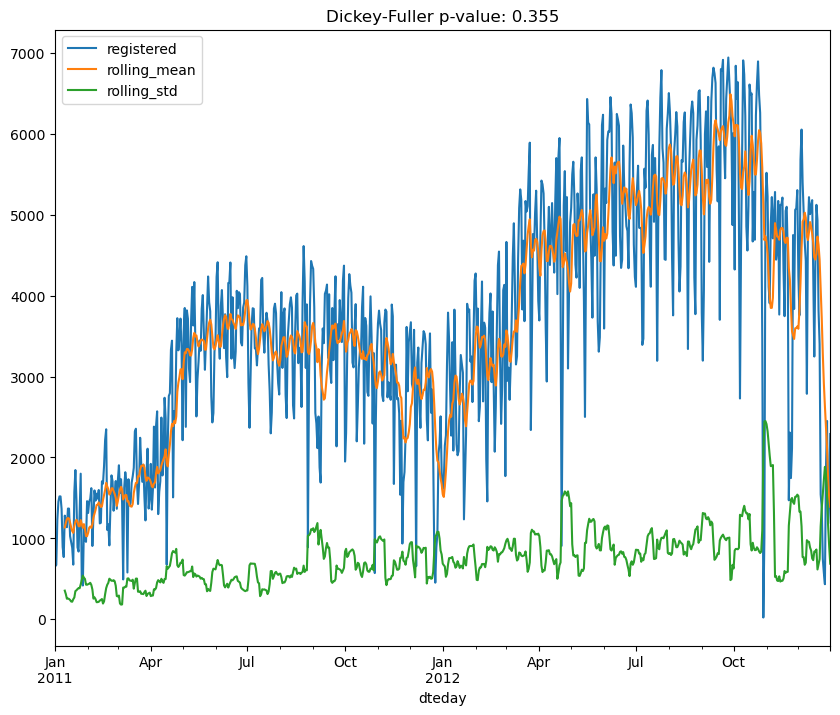 Dickey-Fuller p-value: 0.355
registered
rolling_mean
rolling_std
7000
6000
5000
4000
3000
2000
1000
0
Jan Apr Jul Oct Jan Apr Jul Oct
2011 2012
dteday